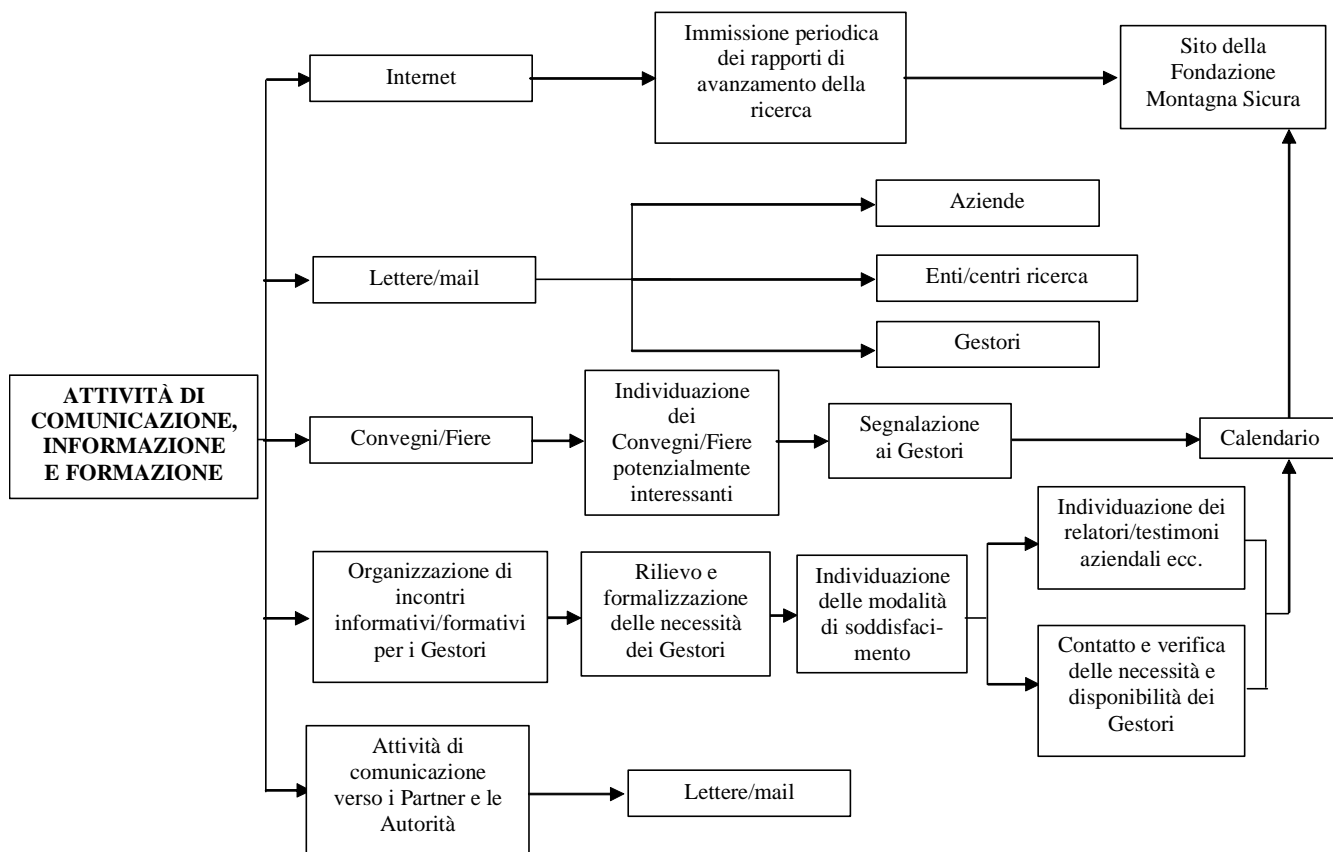 Internet
Immissione periodica
dei rapporti di
avanzamento della
ricerca
Sito della
Fondazione
Montagna Sicura
Lettere/mail
Aziende
Enti/centri ricerca
Gestori
ATTIVITÀ DI
COMUNICAZIONE,
INFORMAZIONE
E FORMAZIONE
Convegni/Fiere
Individuazione
dei
Convegni/Fiere
potenzialmente
interessanti
Segnalazione
ai Gestori
Calendario
Organizzazione di
incontri
informativi/formativi
per i Gestori
Rilievo e
formalizzazione
delle necessità
dei Gestori
Individuazione
delle modalità
di soddisfaci-
mento
Individuazione dei
relatori/testimoni
aziendali ecc.
Contatto e verifica
delle necessità e
disponibilità dei
Gestori
Attività di
comunicazione
verso i Partner e le
Autorità
Lettere/mail